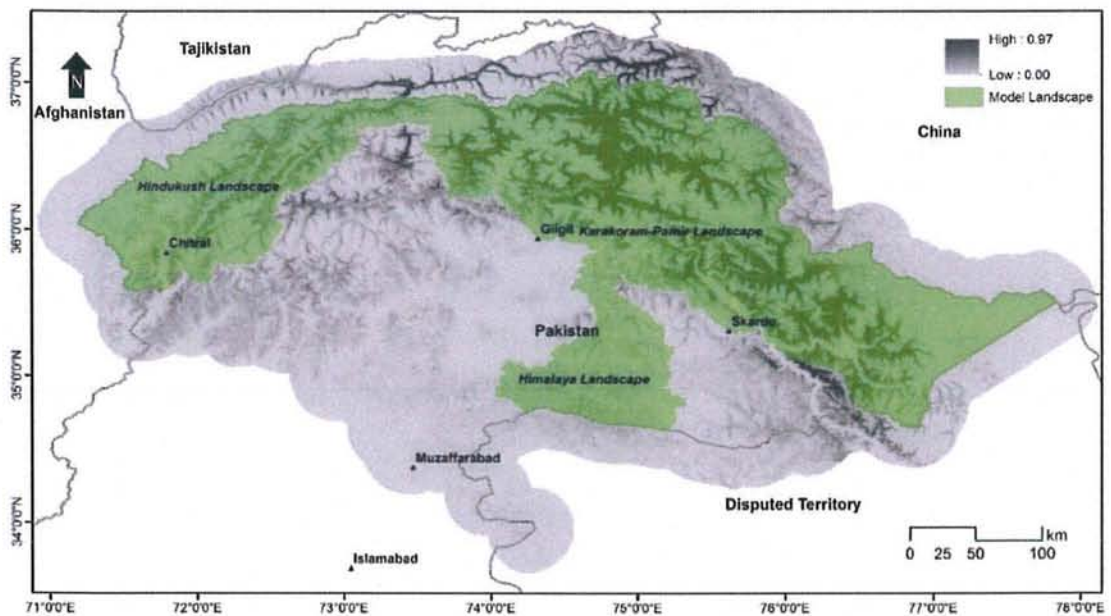 Tajikistan
High : 0.97
Low : 0.00
Model Landscape
N
Afghanistan
China
Hindukush Landscape
Chitral
Gilgit
Karakoram-Pamir Landscape
Pakistan
Skardu
Himalaya Landscape
Muzaffarabad
Disputed Territory
Islamabad
km
0 25 50 100
37°0'0"N
36°0'0"N
35°0'0"N
34°0'0"N
71°0'0"E 72°0'0"E 73°0'0"E 74°0'0"E 75°0'0"E 76°0'0"E 77°0'0"E 78°0'0"E